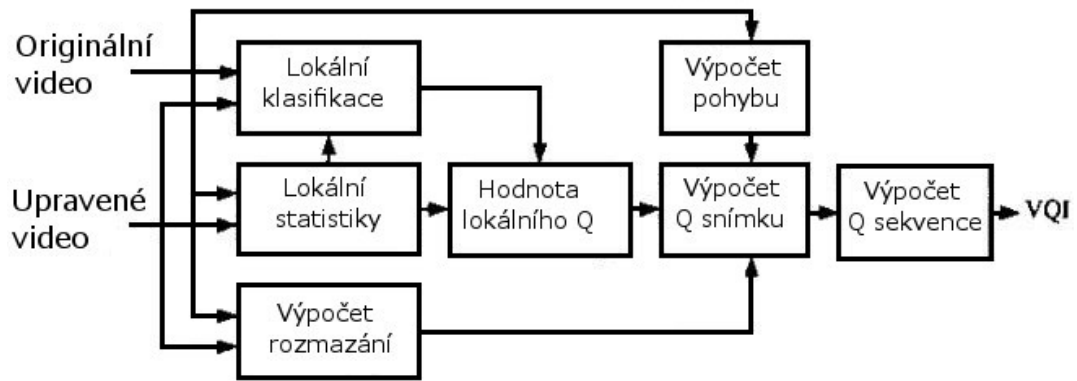 Originální
video
Lokální
klasifikace
Výpočet
pohybu
Upravené
video
Lokální
statistiky
Hodnota
lokálního Q
Výpočet
Q snímku
Výpočet
Q sekvence
VQI
Výpočet
rozmazání